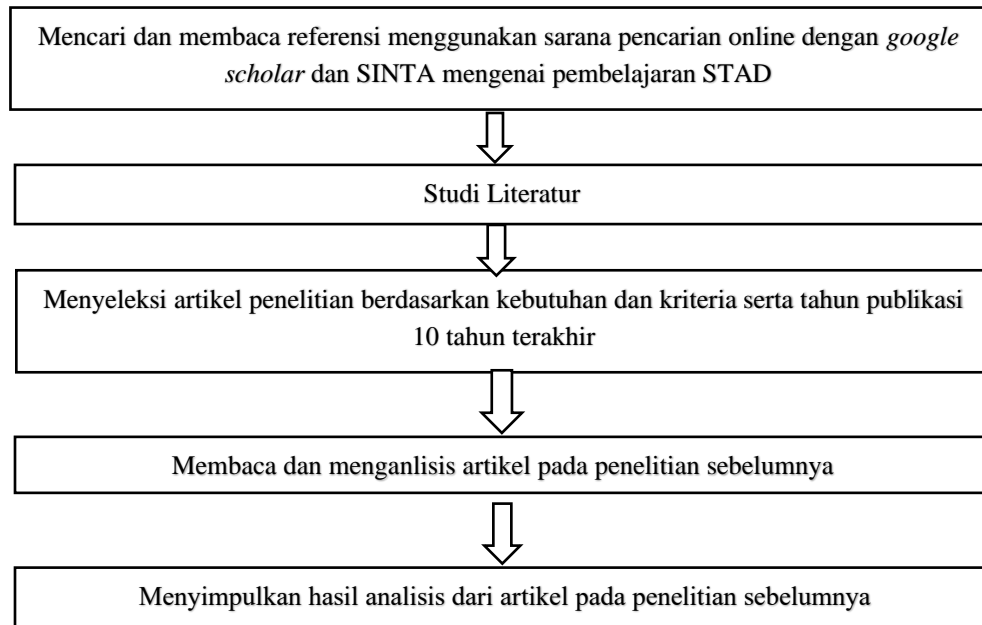 Mencari dan membaca referensi menggunakan sarana pencarian online dengan google
scholar dan SINTA mengenai pembelajaran STAD
Studi Literatur
Menyeleksi artikel penelitian berdasarkan kebutuhan dan kriteria serta tahun publikasi
10 tahun terakhir
Membaca dan menganlisis artikel pada penelitian sebelumnya
Menyimpulkan hasil analisis dari artikel pada penelitian sebelumnya